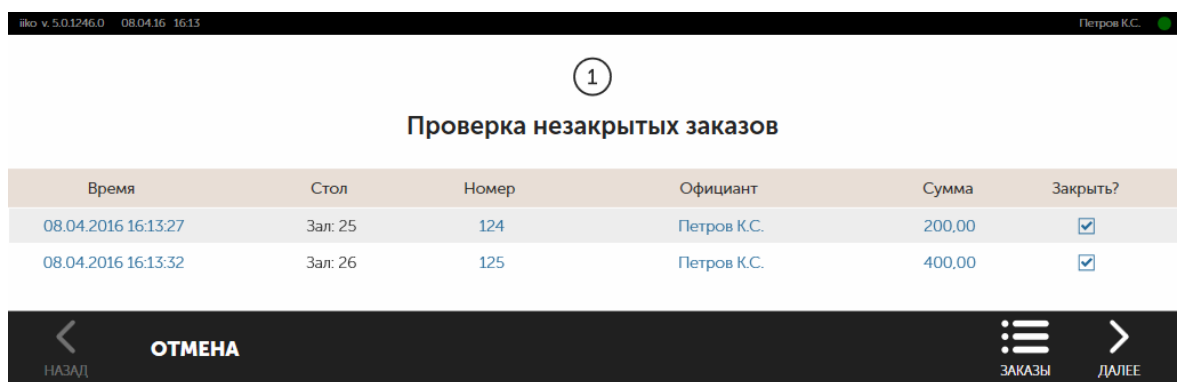 iiko v. 5.0.1246.0 08.04.16 16:13 Петров К.С.
1
Проверка незакрытых заказов
Время Стол Номер Официант Сумма Закрыть?
08.04.2016 16:13:27 Зал: 25 124 Петров К.С. 200,00
08.04.2016 16:13:32 Зал: 26 125 Петров К.С. 400,00
НАЗАД ОТМЕНА ЗАКАЗЫ ДАЛЕЕ